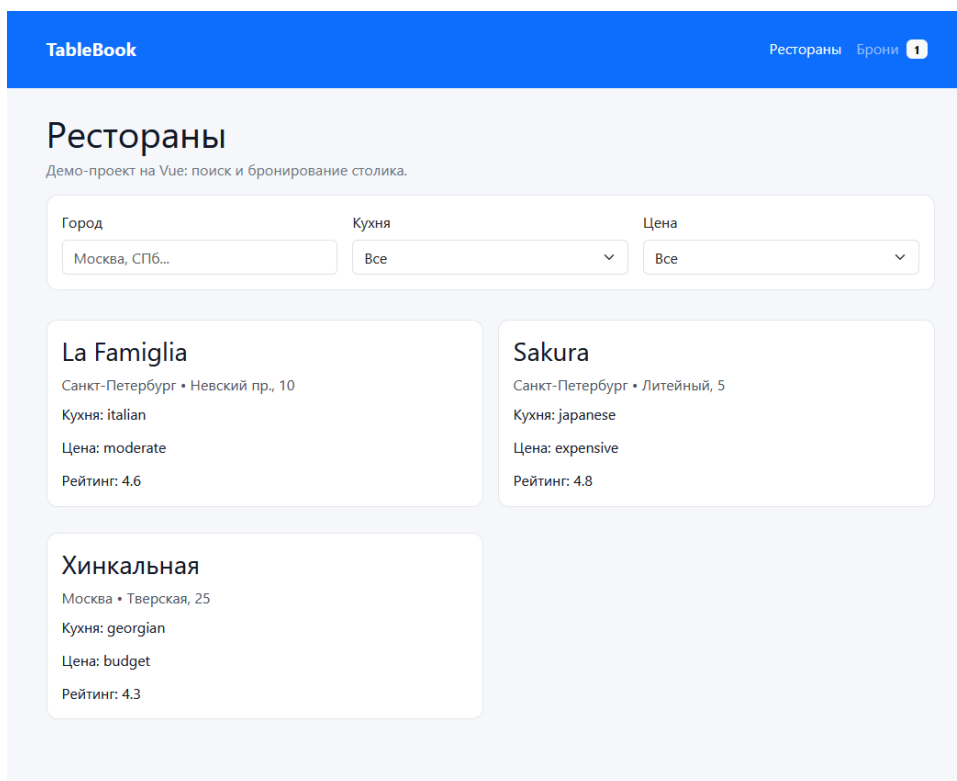 TableBook
Рестораны Брони 1
Рестораны
Демо-проект на Vue: поиск и бронирование столика.
Город Кухня Цена
Москва, СПб... Все Все
La Famiglia
Санкт-Петербург • Невский пр., 10
Кухня: italian
Цена: moderate
Рейтинг: 4.6
Sakura
Санкт-Петербург • Литейный, 5
Кухня: japanese
Цена: expensive
Рейтинг: 4.8
Хинкальная
Москва • Тверская, 25
Кухня: georgian
Цена: budget
Рейтинг: 4.3